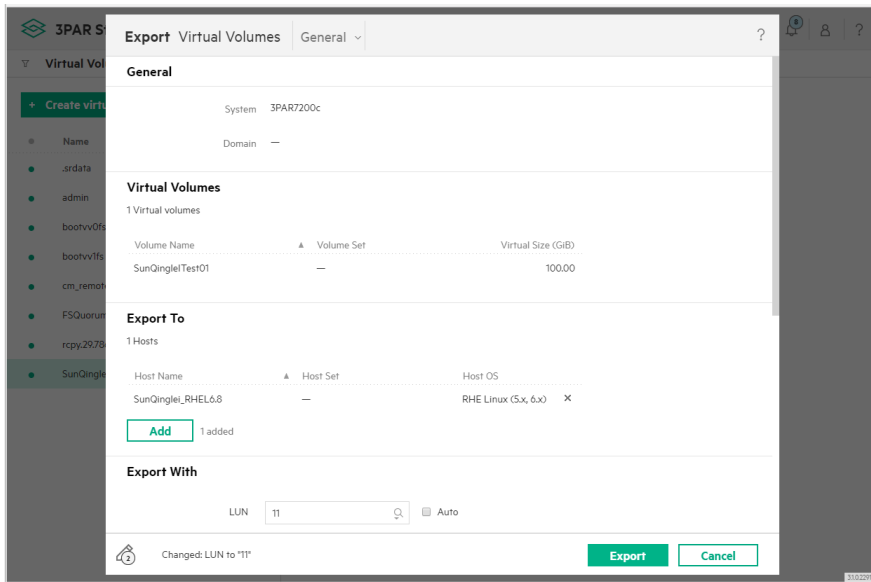 3PAR St
Export Virtual Volumes General
?
8
?
Virtual Vol
General
+ Create virtu
System 3PAR7200c
Domain —
Name
.srdata
admin
bootvv0fs
bootvv1fs
cm_remot
FSQuorum
rcpy.29.78
SunQingle
Virtual Volumes
1 Virtual volumes
Volume Name Volume Set Virtual Size (GiB)
SunQingleITest01 — 100.00
Export To
1 Hosts
Host Name Host Set Host OS
SunQinglei_RHEL6.8 — RHE Linux (5.x, 6.x) ×
Add 1 added
Export With
LUN 11 Auto
2 Changed: LUN to "11"
Export Cancel